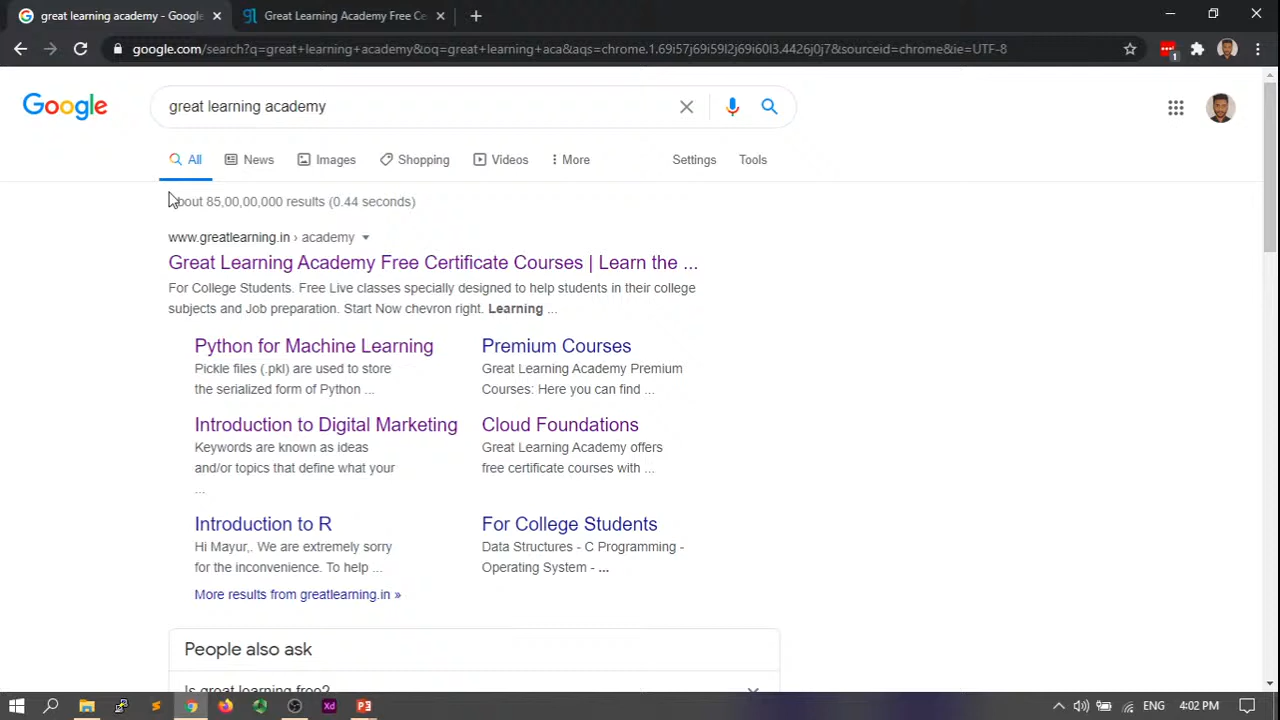 great learning academy - Google
Great Learning Academy Free Ce
google.com/search?q=great+learning+academy&oq=great+learning+aca&aqs=chrome.1.69i57j69i59l2j69i60l3.4426j0j7&sourceid=chrome&ie=UTF-8
1
Google
great learning academy
All
News
Images
Shopping
Videos
More
Settings
Tools
About 85,00,00,000 results (0.44 seconds)
www.greatlearning.in › academy
Great Learning Academy Free Certificate Courses | Learn the ...
For College Students. Free Live classes specially designed to help students in their college
subjects and Job preparation. Start Now chevron right. Learning ...
Python for Machine Learning
Pickle files (.pkl) are used to store
the serialized form of Python ...
Premium Courses
Great Learning Academy Premium
Courses: Here you can find ...
Introduction to Digital Marketing
Keywords are known as ideas
and/or topics that define what your
...
Cloud Foundations
Great Learning Academy offers
free certificate courses with ...
Introduction to R
Hi Mayur,. We are extremely sorry
for the inconvenience. To help ...
For College Students
Data Structures - C Programming -
Operating System - ...
More results from greatlearning.in »
People also ask
Is great learning free?
Xd
ENG
4:02 PM